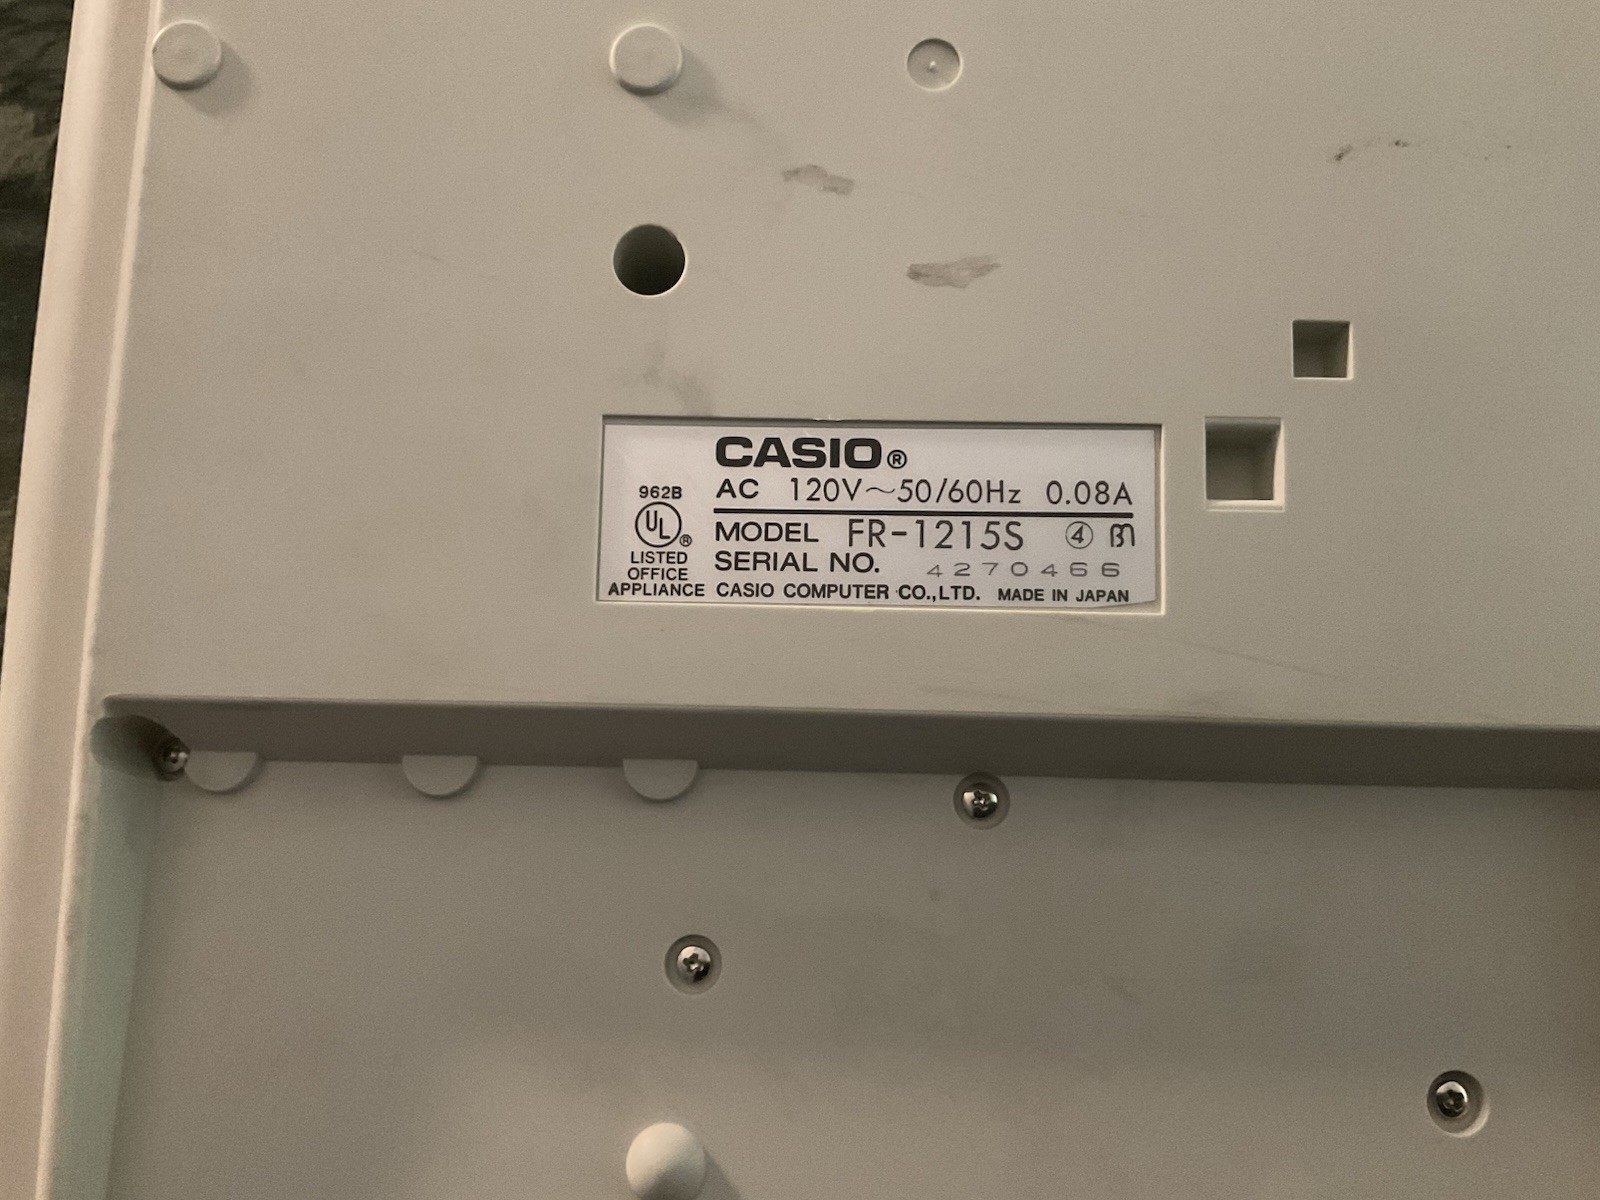 CASIO®
AC 120V～50/60Hz 0.08A
962B
UL®
LISTED
OFFICE
APPLIANCE
MODEL FR-1215S ④
SERIAL NO. 4270466
CASIO COMPUTER CO.,LTD. MADE IN JAPAN